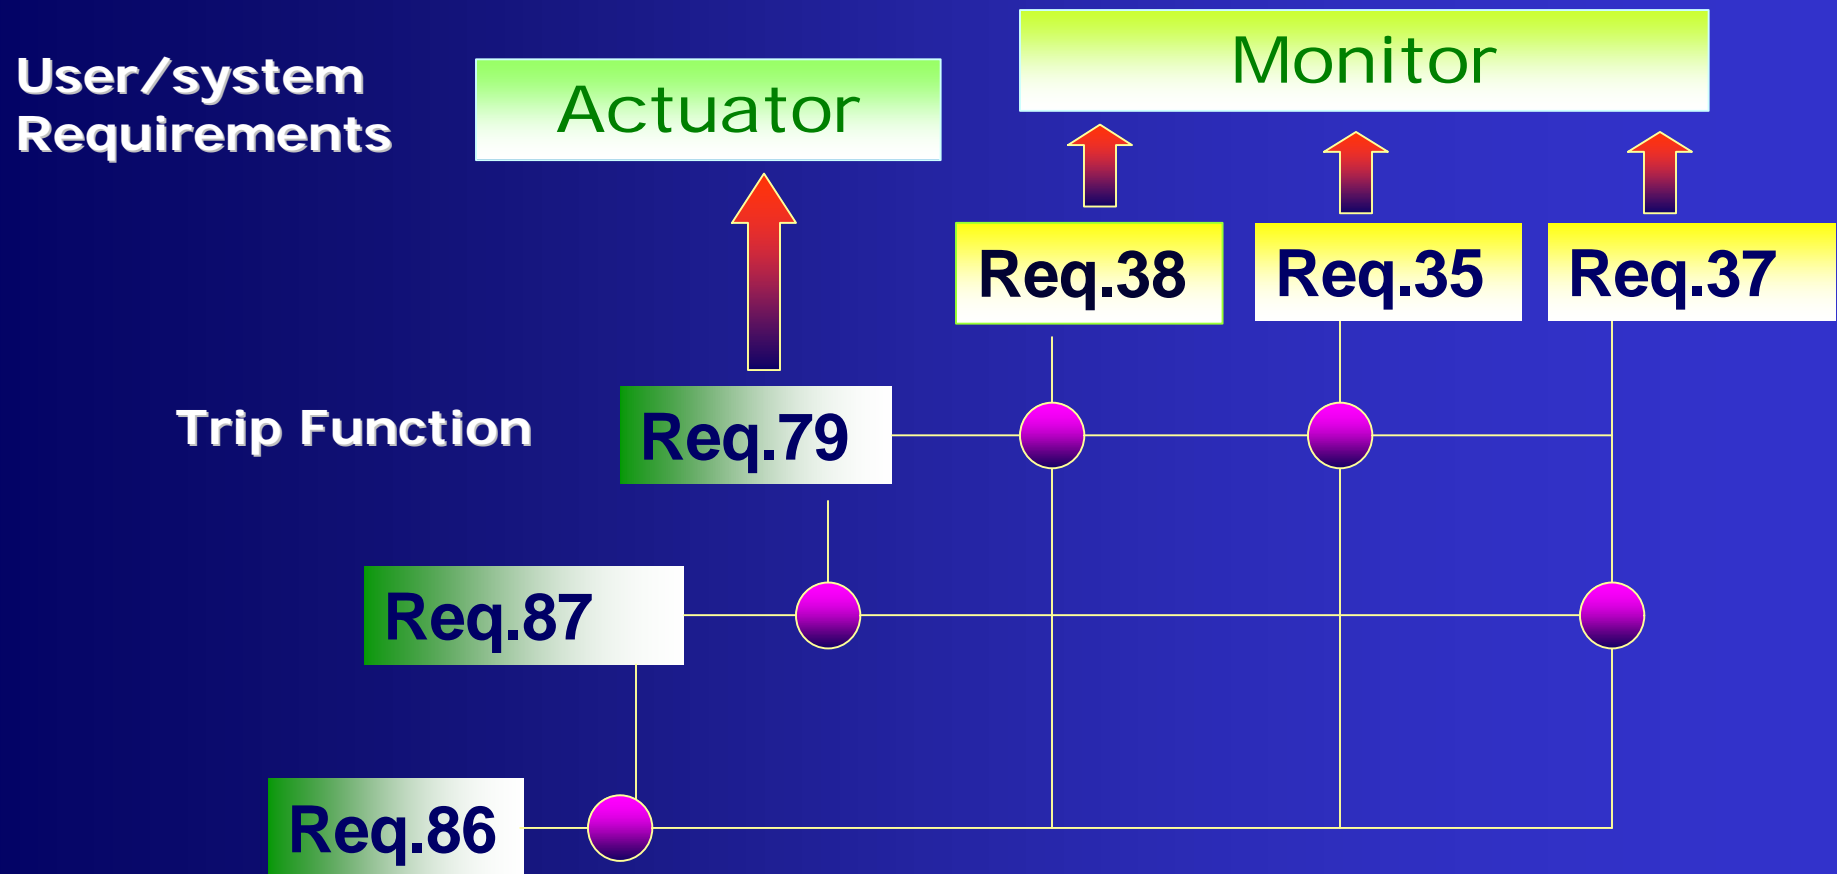 User/system
Requirements
Actuator
Monitor
Req.38
Req.35
Req.37
Trip Function
Req.79
Req.87
Req.86